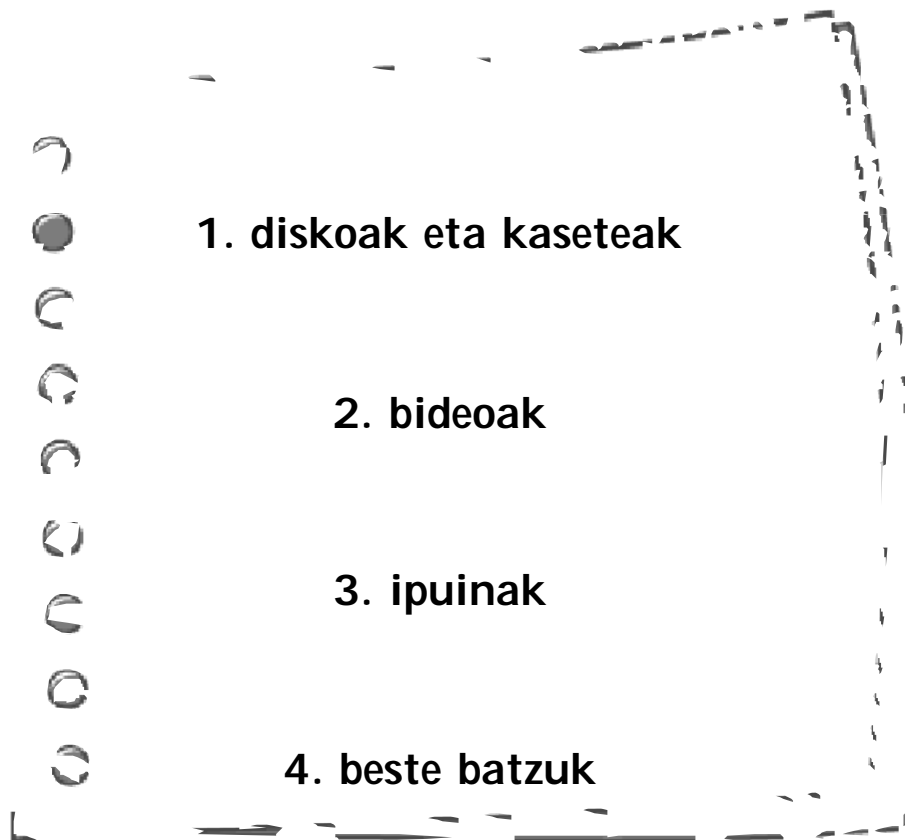 1. diskoak eta kaseteak
2. bideoak
3. ipuinak
4. beste batzuk